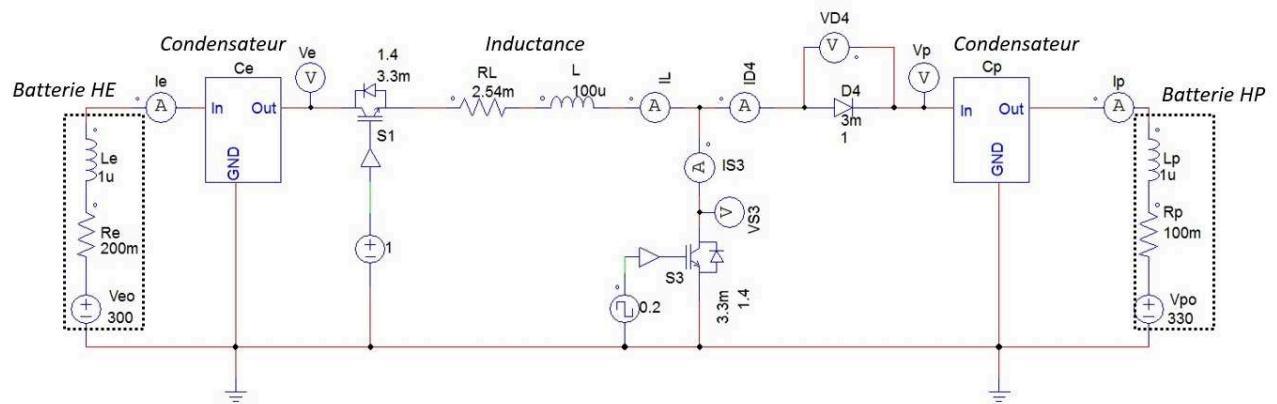 Batterie HE
Ie
A
Condensateur
Ce
In
Out
GND
Ve
V
1.4
3.3m
S1
1
Inductance
RL
2.54m
L
100u
IL
A
ID4
A
VD4
V
D4
3m
1
Vp
V
Condensateur
Cp
In
Out
GND
Ip
A
Batterie HP
Le
1u
Re
200m
Veo
300
A
IS3
V
VS3
S3
3.3m
1.4
0.2
Lp
1u
Rp
100m
Vpo
330